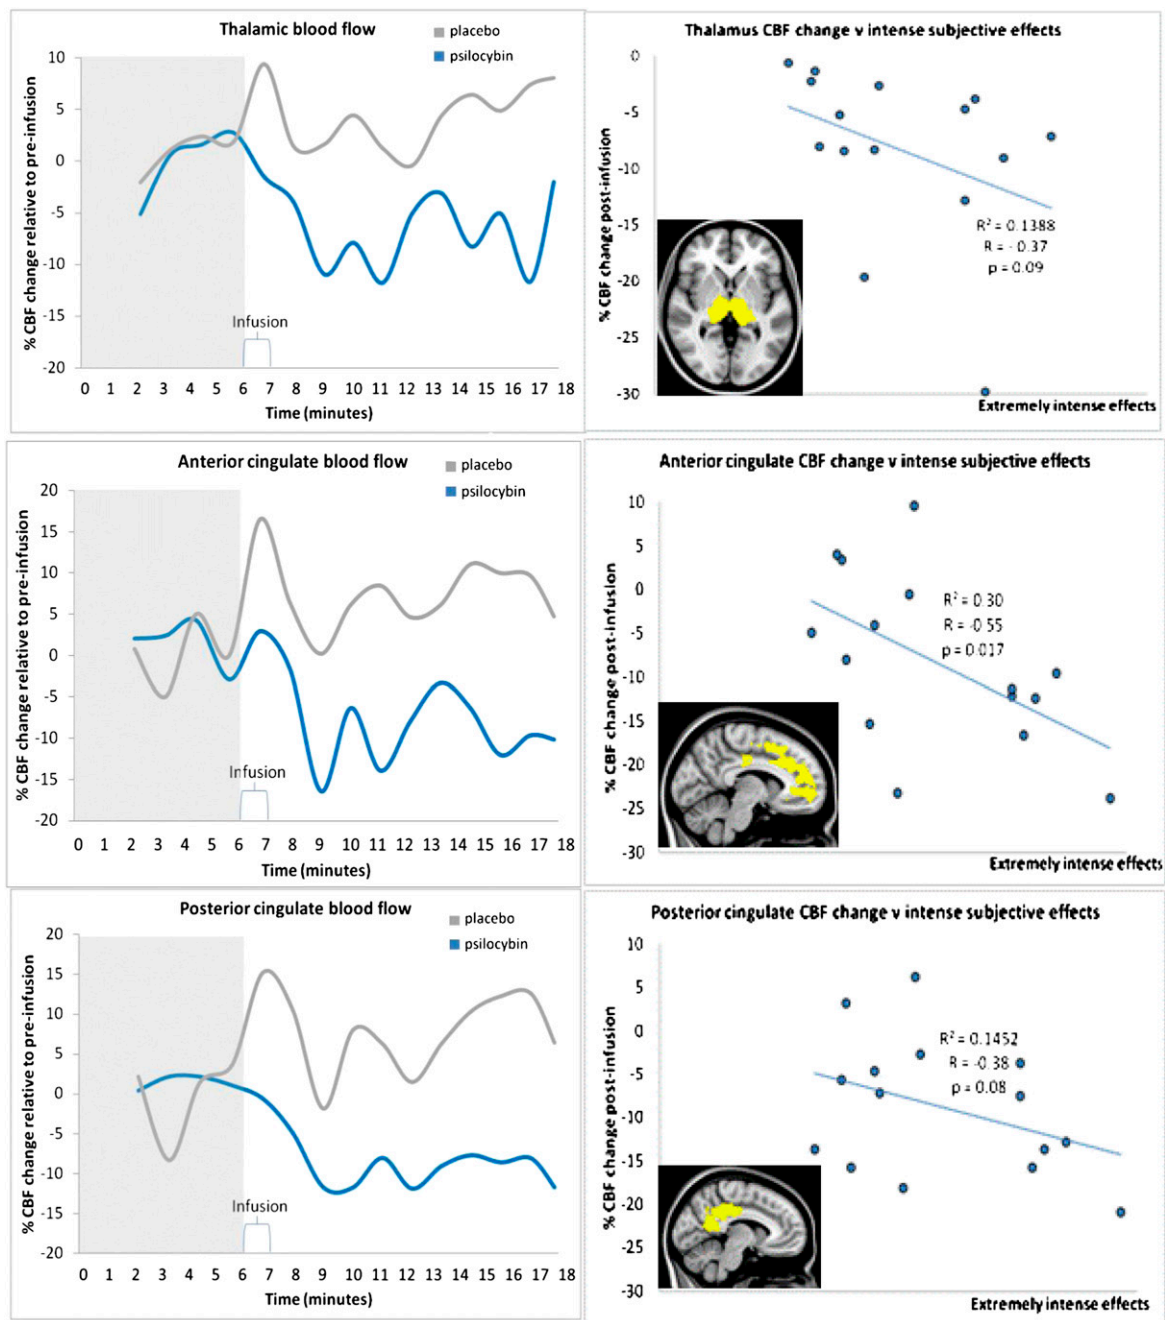 Thalamic blood flow
placebo
psilocybin
% CBF change relative to pre-infusion
10
5
0
-5
-10
-15
-20
Infusion
0 1 2 3 4 5 6 7 8 9 10 11 12 13 14 15 16 17 18
Time (minutes)
Thalamus CBF change v intense subjective effects
% CBF change post-infusion
0
-5
-10
-15
-20
-25
-30
R² = 0.1388
R = -0.37
p = 0.09
Extremely intense effects
Anterior cingulate blood flow
placebo
psilocybin
% CBF change relative to pre-infusion
20
15
10
5
0
-5
-10
-15
-20
Infusion
0 1 2 3 4 5 6 7 8 9 10 11 12 13 14 15 16 17 18
Time (minutes)
Anterior cingulate CBF change v intense subjective effects
% CBF change post-infusion
10
5
0
-5
-10
-15
-20
-25
-30
R² = 0.30
R = -0.55
p = 0.017
Extremely intense effects
Posterior cingulate blood flow
placebo
psilocybin
% CBF change relative to pre-infusion
20
15
10
5
0
-5
-10
-15
-20
Infusion
0 1 2 3 4 5 6 7 8 9 10 11 12 13 14 15 16 17 18
Time (minutes)
Posterior cingulate CBF change v intense subjective effects
% CBF change post-infusion
10
5
0
-5
-10
-15
-20
-25
-30
R² = 0.1452
R = -0.38
p = 0.08
Extremely intense effects